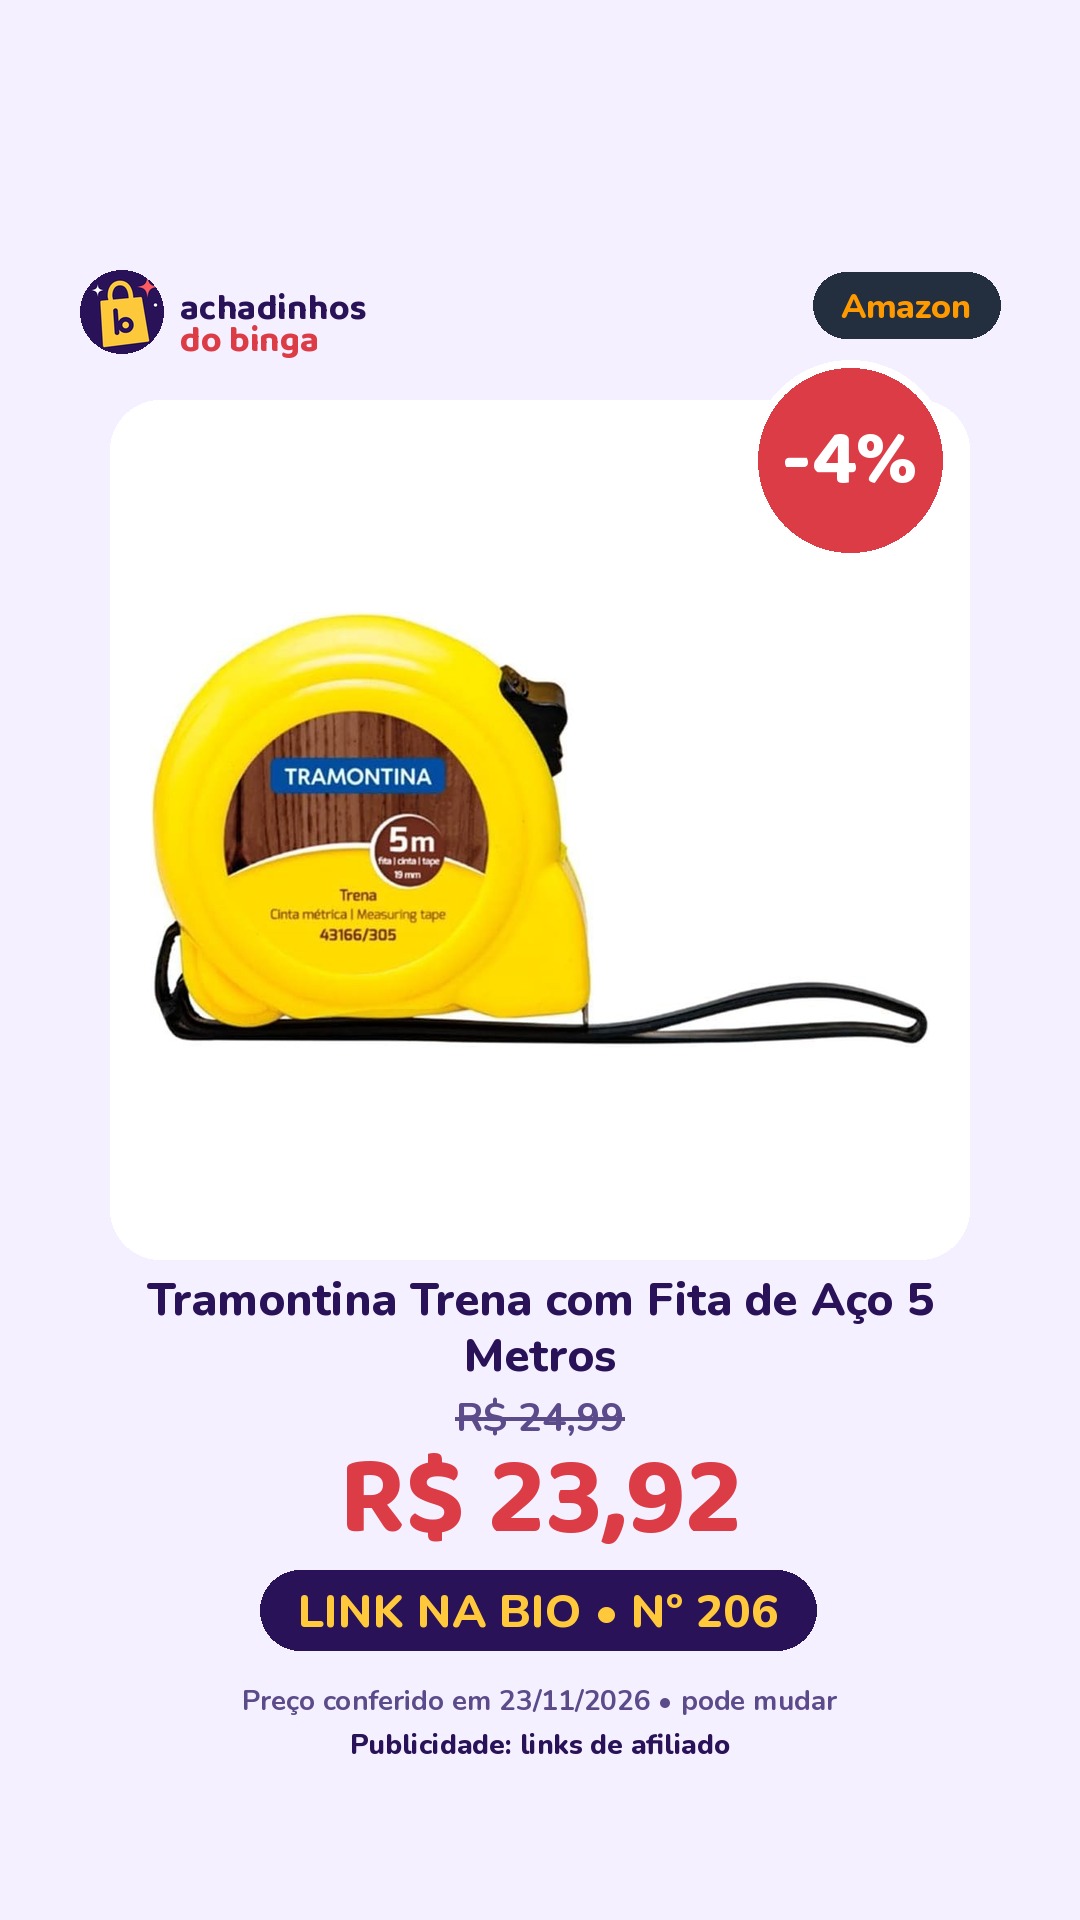 b
achadinhos
do binga
Amazon
-4%
TRAMONTINA
5m
fita | cinta | tape
19 mm
Trena
Cinta métrica | Measuring tape
43166/305
Tramontina Trena com Fita de Aço 5
Metros
R$ 24,99
R$ 23,92
LINK NA BIO • Nº 206
Preço conferido em 23/11/2026 • pode mudar
Publicidade: links de afiliado